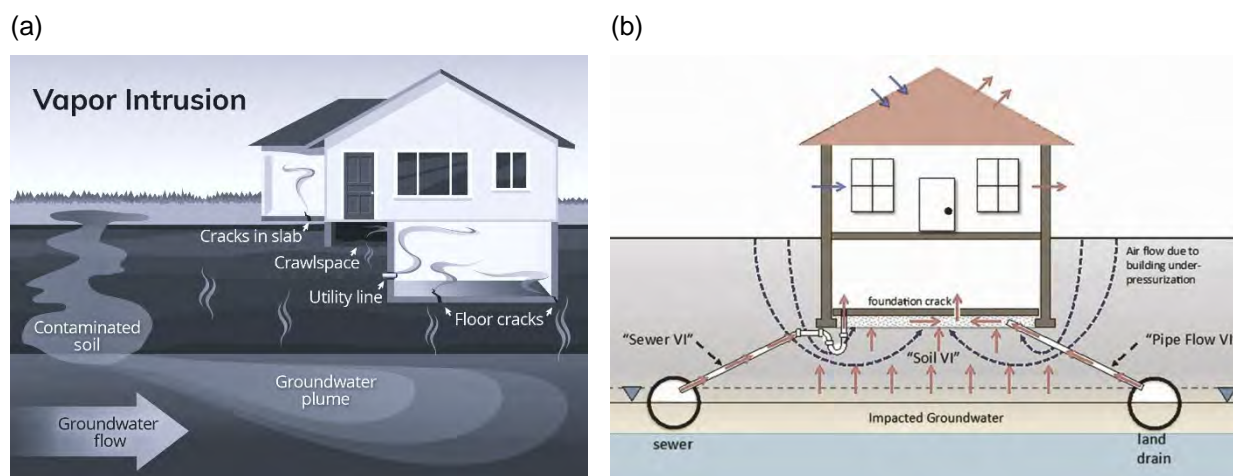 (a)
Vapor Intrusion
Cracks in slab
Crawlspace
Utility line
Floor cracks
Contaminated
soil
Groundwater
plume
Groundwater
flow
(b)
Air flow due to
building under-
pressurization
foundation crack
"Sewer VI"
"Soil VI"
"Pipe Flow VI
Impacted Groundwater
sewer
land
drain